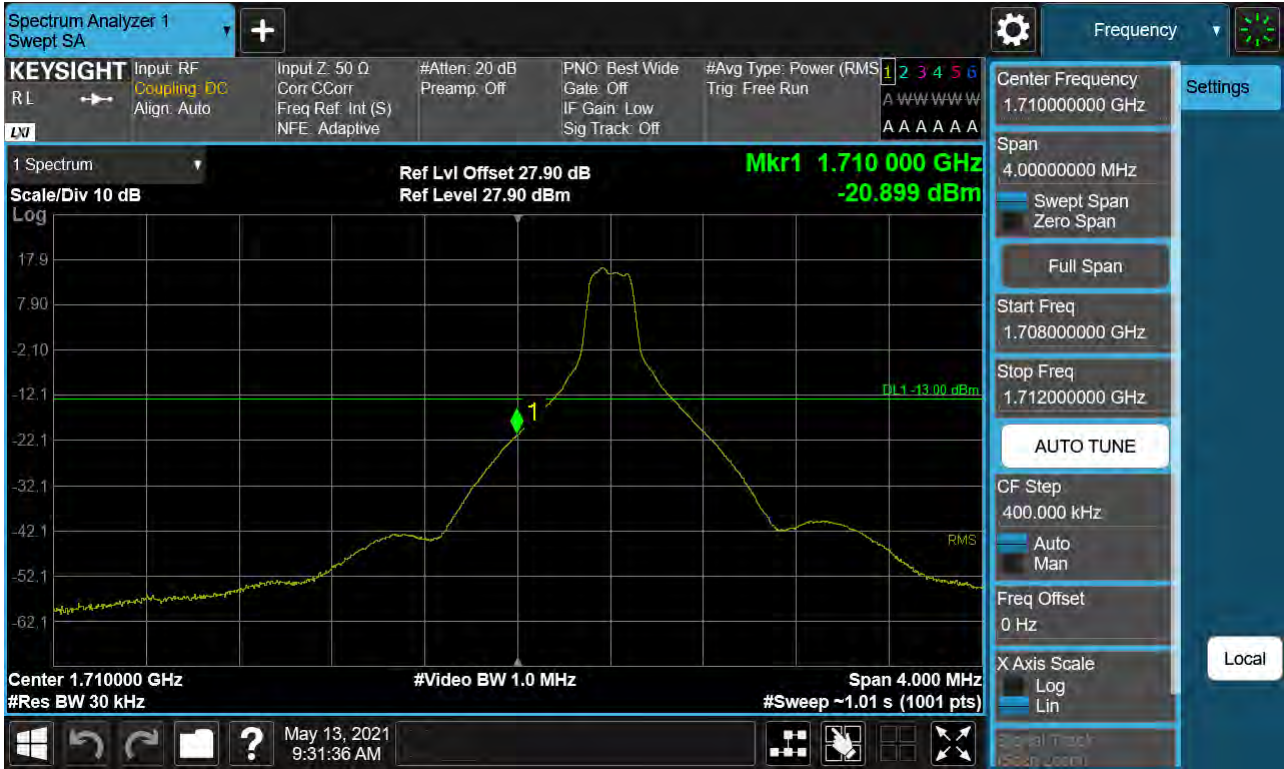 Spectrum Analyzer 1
Swept SA
+
Frequency
KEYSIGHT
RL
LXI
Input: RF
Coupling: DC
Align: Auto
Input Z: 50 Ω
Corr CCorr
Freq Ref: Int (S)
NFE: Adaptive
#Atten: 20 dB
Preamp: Off
PNO: Best Wide
Gate: Off
IF Gain: Low
Sig Track: Off
#Avg Type: Power (RMS
Trig: Free Run
1 2 3 4 5 6
A W W W W W
A A A A A A
1 Spectrum
Scale/Div 10 dB
Log
Ref Lvl Offset 27.90 dB
Ref Level 27.90 dBm
Mkr1 1.710 000 GHz
-20.899 dBm
17.9
7.90
-2.10
-12.1
-22.1
-32.1
-42.1
-52.1
-62.1
DL1 -13.00 dBm
1
RMS
Center 1.710000 GHz
#Res BW 30 kHz
#Video BW 1.0 MHz
Span 4.000 MHz
#Sweep ~1.01 s (1001 pts)
Center Frequency
1.710000000 GHz
Span
4.00000000 MHz
Swept Span
Zero Span
Full Span
Start Freq
1.708000000 GHz
Stop Freq
1.712000000 GHz
AUTO TUNE
CF Step
400.000 kHz
Auto
Man
Freq Offset
0 Hz
X Axis Scale
Log
Lin
Signal Track
(Span Zoom)
Settings
Local
?
May 13, 2021
9:31:36 AM